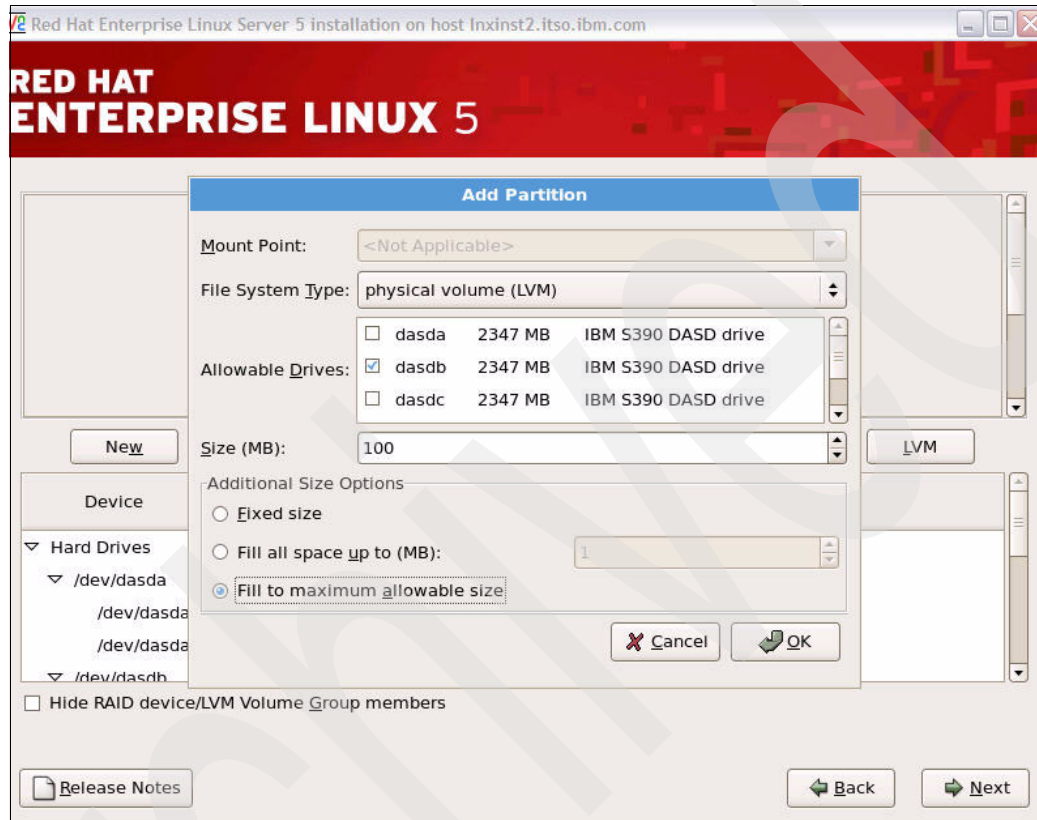 Red Hat Enterprise Linux Server 5 installation on host lnxinst2.itso.ibm.com
RED HAT
ENTERPRISE LINUX 5
Add Partition
Mount Point: <Not Applicable>
File System Type: physical volume (LVM)
Allowable Drives:
dasda 2347 MB IBM S390 DASD drive
dasdb 2347 MB IBM S390 DASD drive
dasdc 2347 MB IBM S390 DASD drive
New
Size (MB): 100
LVM
Additional Size Options
Fixed size
Fill all space up to (MB): 1
Fill to maximum allowable size
Cancel OK
Device
Hard Drives
/dev/dasda
/dev/dasda
/dev/dasda
/dev/dasdb
Hide RAID device/LVM Volume Group members
Release Notes Back Next